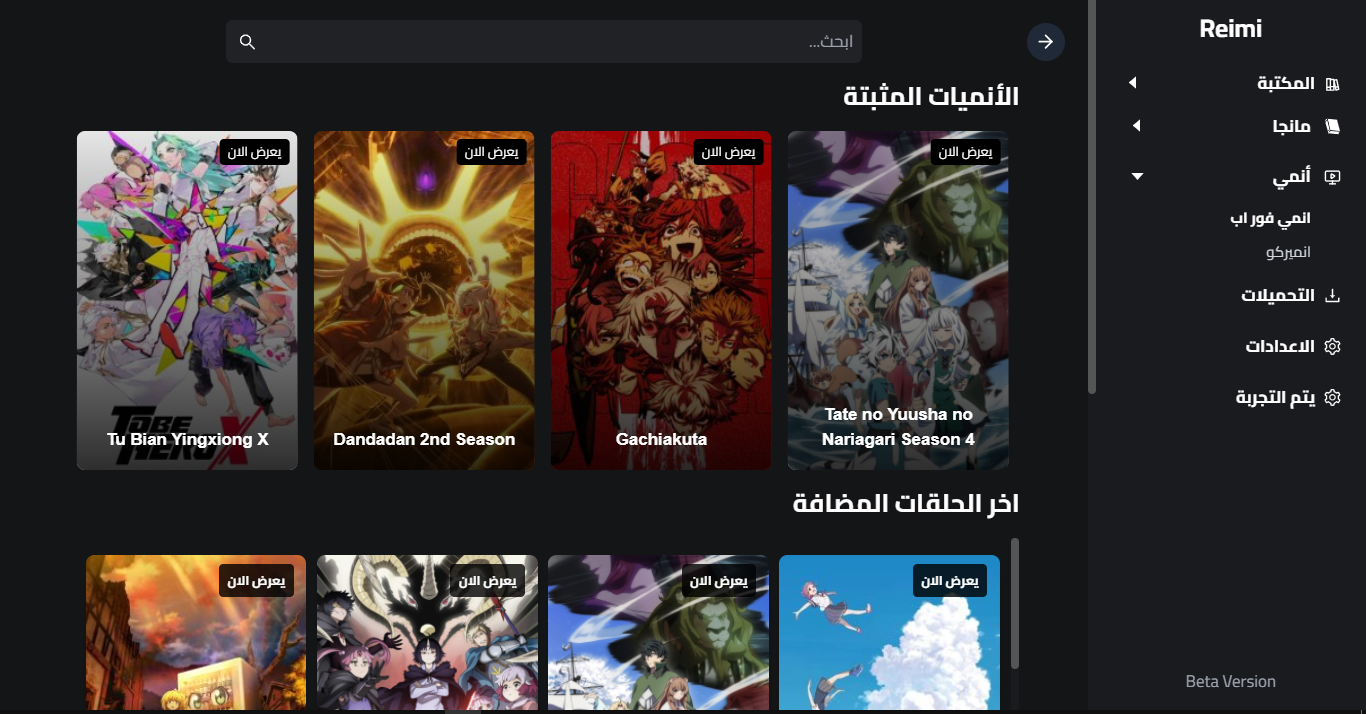 Reimi
المكتبة
مانجا
أنمي
انمي فور اب
انميركو
التحميلات
الاعدادات
يتم التجربة
Beta Version
ابحث...
الأنميات المثبتة
يعرض الان
Tate no Yuusha no
Nariagari Season 4
يعرض الان
Gachiakuta
يعرض الان
Dandadan 2nd Season
يعرض الان
TO BE
HERO X
Tu Bian Yingxiong X
اخر الحلقات المضافة
يعرض الان
يعرض الان
يعرض الان
يعرض الان